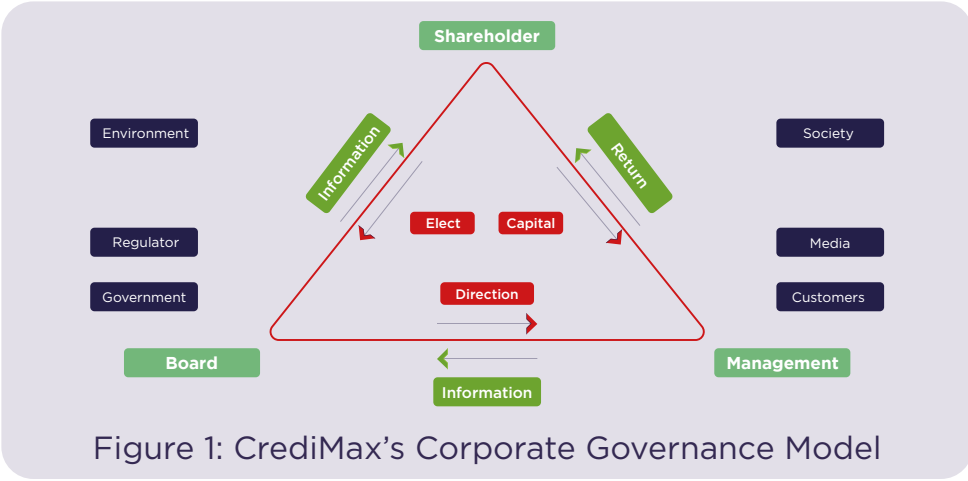 Shareholder
Environment
Society
Information
Return
Elect
Capital
Regulator
Media
Government
Direction
Customers
Board
Management
Information
Figure 1: CrediMax’s Corporate Governance Model